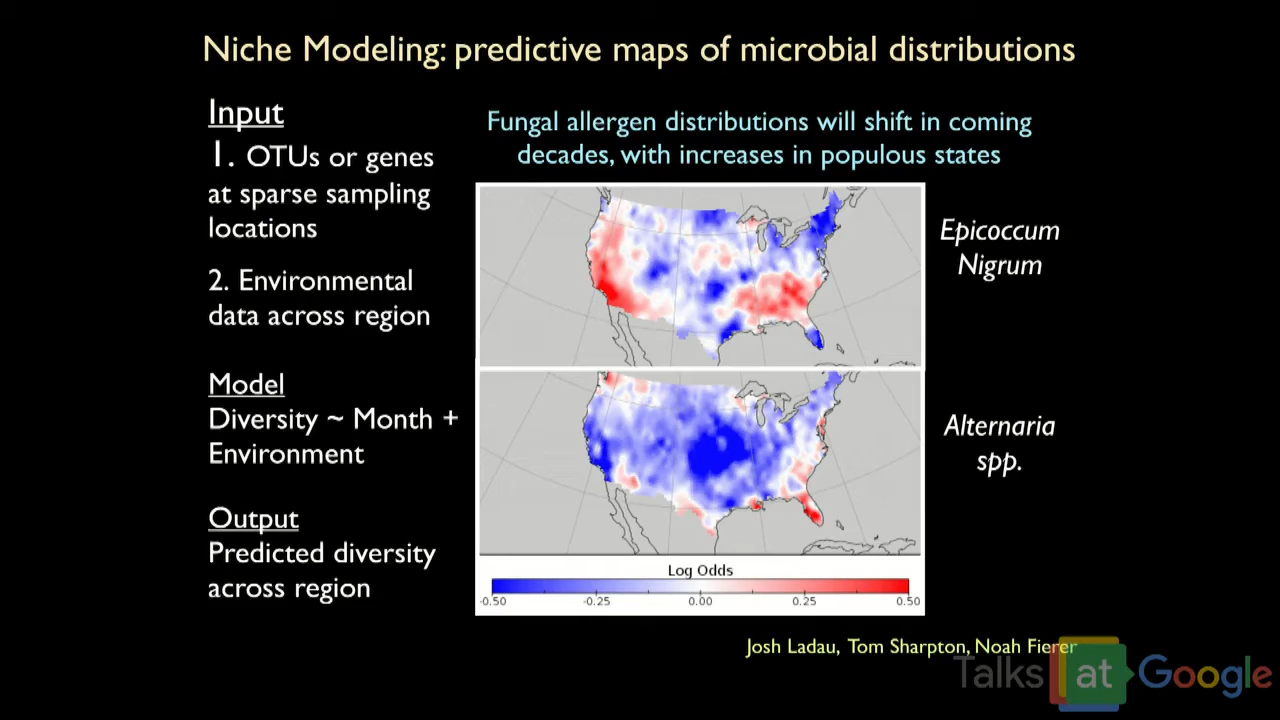 Niche Modeling: predictive maps of microbial distributions
Input
1. OTUs or genes
at sparse sampling
locations
2. Environmental
data across region
Model
Diversity ~ Month +
Environment
Output
Predicted diversity
across region
Fungal allergen distributions will shift in coming
decades, with increases in populous states
Epicoccum
Nigrum
Alternaria
spp.
Log Odds
-0.50 -0.25 0.00 0.25 0.50
Josh Ladau, Tom Sharpton, Noah Fierer
Talks at Google